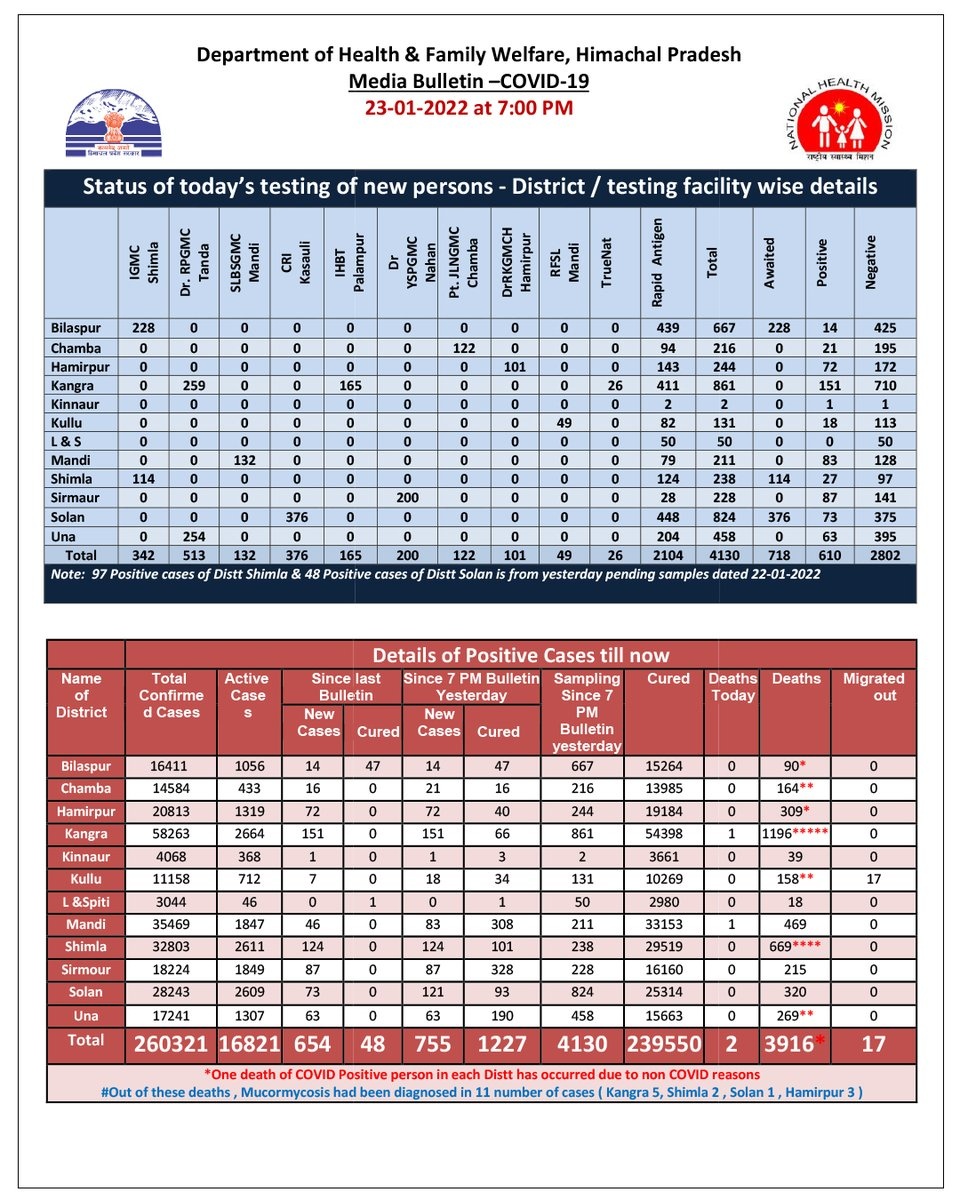 Department of Health & Family Welfare, Himachal Pradesh
Media Bulletin –COVID-19
23-01-2022 at 7:00 PM
हिमाचल प्रदेश सरकार
NATIONAL HEALTH MISSION
राष्ट्रीय स्वास्थ्य मिशन
Status of today's testing of new persons - District / testing facility wise details
IGMC Shimla Dr. RPGMC Tanda SLBSGMC Mandi CRI Kasauli IHBT Palampur Dr YSPGMC Nahan Pt. JLNGMC Chamba DrRKGMCH Hamirpur RFSL Mandi TrueNat Rapid Antigen Total Awaited Positive Negative
Bilaspur 228 0 0 0 0 0 0 0 0 0 439 667 228 14 425
Chamba 0 0 0 0 0 0 122 0 0 0 94 216 0 21 195
Hamirpur 0 0 0 0 0 0 0 101 0 0 143 244 0 72 172
Kangra 0 259 0 0 165 0 0 0 0 26 411 861 0 151 710
Kinnaur 0 0 0 0 0 0 0 0 0 0 2 2 0 1 1
Kullu 0 0 0 0 0 0 0 0 49 0 82 131 0 18 113
L & S 0 0 0 0 0 0 0 0 0 0 50 50 0 0 50
Mandi 0 0 132 0 0 0 0 0 0 0 79 211 0 83 128
Shimla 114 0 0 0 0 0 0 0 0 0 124 238 114 27 97
Sirmaur 0 0 0 0 0 200 0 0 0 0 28 228 0 87 141
Solan 0 0 0 376 0 0 0 0 0 0 448 824 376 73 375
Una 0 254 0 0 0 0 0 0 0 0 204 458 0 63 395
Total 342 513 132 376 165 200 122 101 49 26 2104 4130 718 610 2802
Note: 97 Positive cases of Distt Shimla & 48 Positive cases of Distt Solan is from yesterday pending samples dated 22-01-2022
Details of Positive Cases till now
Name of District Total Confirme d Cases Active Case s Since last Bulletin Since 7 PM Bulletin Yesterday Sampling Since 7 PM Bulletin yesterday Cured Deaths Today Deaths Migrated out
New Cases Cured New Cases Cured
Bilaspur 16411 1056 14 47 14 47 667 15264 0 90* 0
Chamba 14584 433 16 0 21 16 216 13985 0 164** 0
Hamirpur 20813 1319 72 0 72 40 244 19184 0 309* 0
Kangra 58263 2664 151 0 151 66 861 54398 1 1196***** 0
Kinnaur 4068 368 1 0 1 3 2 3661 0 39 0
Kullu 11158 712 7 0 18 34 131 10269 0 158** 17
L &Spiti 3044 46 0 1 0 1 50 2980 0 18 0
Mandi 35469 1847 46 0 83 308 211 33153 1 469 0
Shimla 32803 2611 124 0 124 101 238 29519 0 669**** 0
Sirmour 18224 1849 87 0 87 328 228 16160 0 215 0
Solan 28243 2609 73 0 121 93 824 25314 0 320 0
Una 17241 1307 63 0 63 190 458 15663 0 269** 0
Total 260321 16821 654 48 755 1227 4130 239550 2 3916* 17
*One death of COVID Positive person in each Distt has occurred due to non COVID reasons
#Out of these deaths , Mucormycosis had been diagnosed in 11 number of cases ( Kangra 5, Shimla 2 , Solan 1 , Hamirpur 3 )